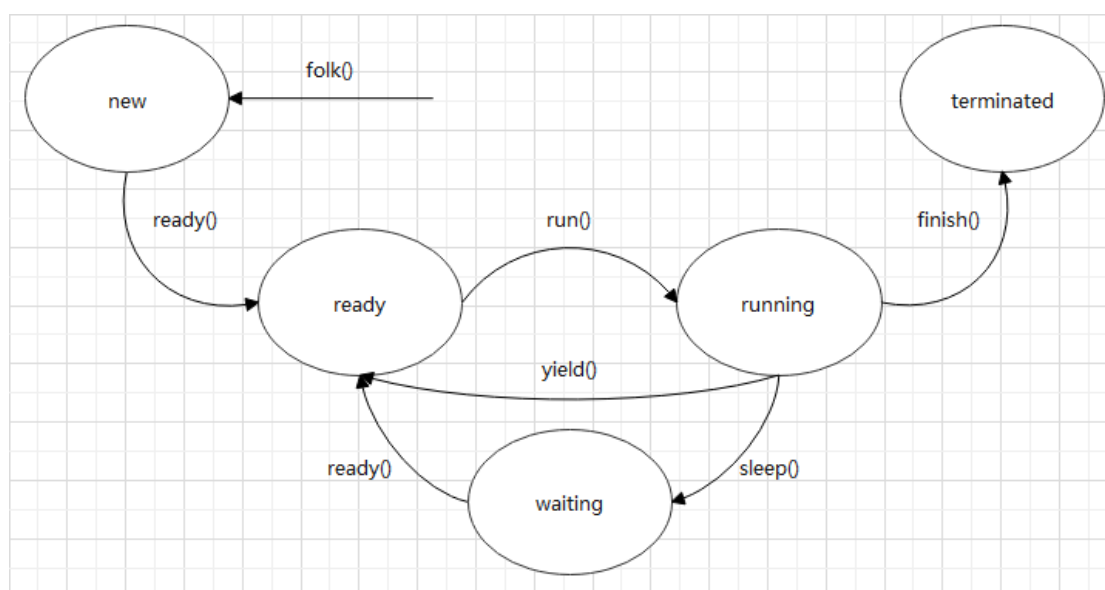 folk()
new
terminated
ready()
run()
finish()
ready
running
yield()
ready()
sleep()
waiting